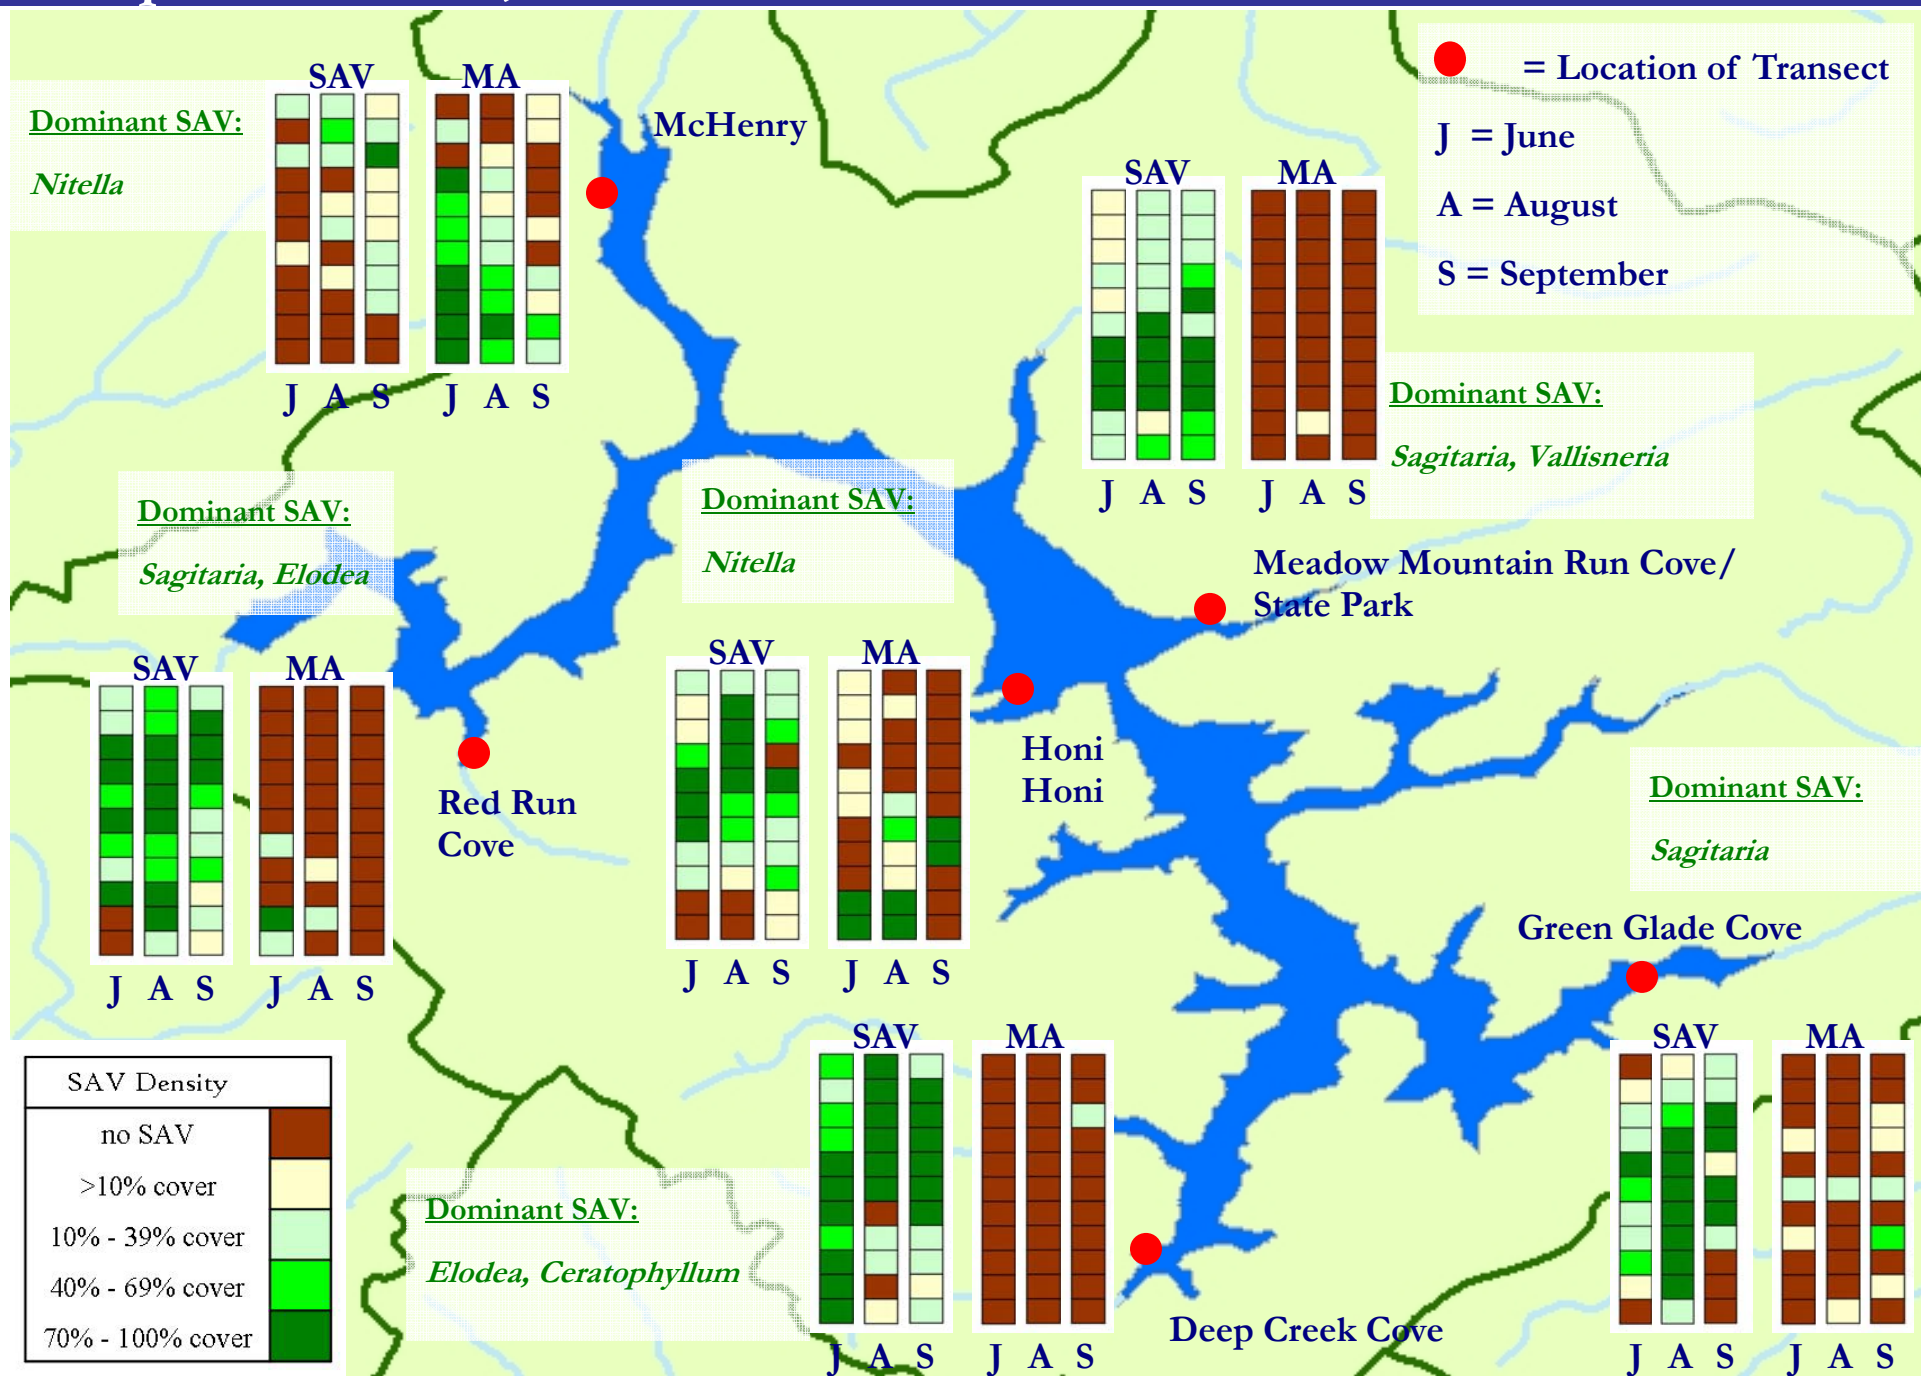 SAV MA
Dominant SAV:
Nitella
J A S J A S
McHenry
= Location of Transect
J = June
A = August
S = September
SAV MA
J A S J A S
Dominant SAV:
Sagitaria, Vallisneria
Meadow Mountain Run Cove/
State Park
Dominant SAV:
Sagitaria, Elodea
SAV MA
J A S J A S
Red Run
Cove
Dominant SAV:
Nitella
SAV MA
J A S J A S
Honi
Honi
Dominant SAV:
Sagitaria
Green Glade Cove
SAV MA
J A S J A S
SAV MA
Dominant SAV:
Elodea, Ceratophyllum
J A S J A S
Deep Creek Cove
SAV Density
no SAV
>10% cover
10% - 39% cover
40% - 69% cover
70% - 100% cover